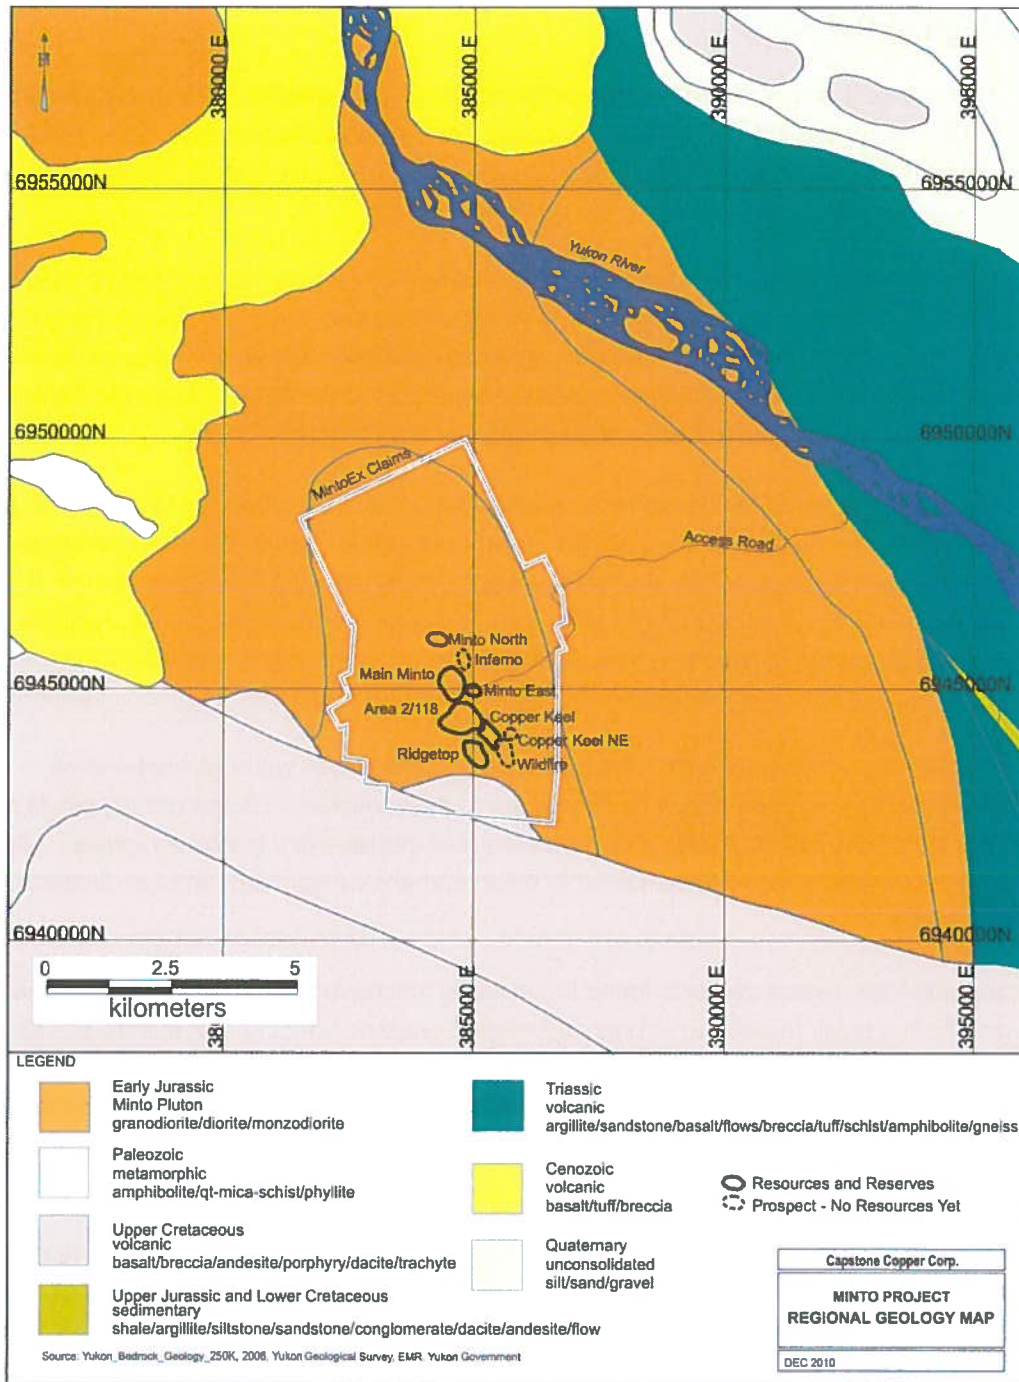 N
380000 E
385000 E
390000 E
398000 E
6955000N
6955000N
Yukon River
6950000N
6950000N
MintoEx Claims
Access Road
Minto North
Inferno
Main Minto
6945000N
Minto East
6945000N
Area 2/118
Copper Keel
Copper Keel NE
Ridgetop
Wildfire
6940000N
6940000N
0 2.5 5
kilometers
385000 E
390000 E
395000 E
LEGEND
Early Jurassic
Minto Pluton
granodiorite/diorite/monzodiorite
Paleozoic
metamorphic
amphibolite/qt-mica-schist/phyllite
Upper Cretaceous
volcanic
basalt/breccia/andesite/porphyry/dacite/trachyte
Upper Jurassic and Lower Cretaceous
sedimentary
shale/argillite/siltstone/sandstone/conglomerate/dacite/andesite/flow
Triassic
volcanic
argillite/sandstone/basalt/flows/breccia/tuff/schist/amphibolite/gneiss
Cenozoic
volcanic
basalt/tuff/breccia
Quaternary
unconsolidated
silt/sand/gravel
Resources and Reserves
Prospect - No Resources Yet
Capstone Copper Corp.
MINTO PROJECT
REGIONAL GEOLOGY MAP
DEC 2010
Source: Yukon_Bedrock_Geology_250K, 2006, Yukon Geological Survey, EMR, Yukon Government